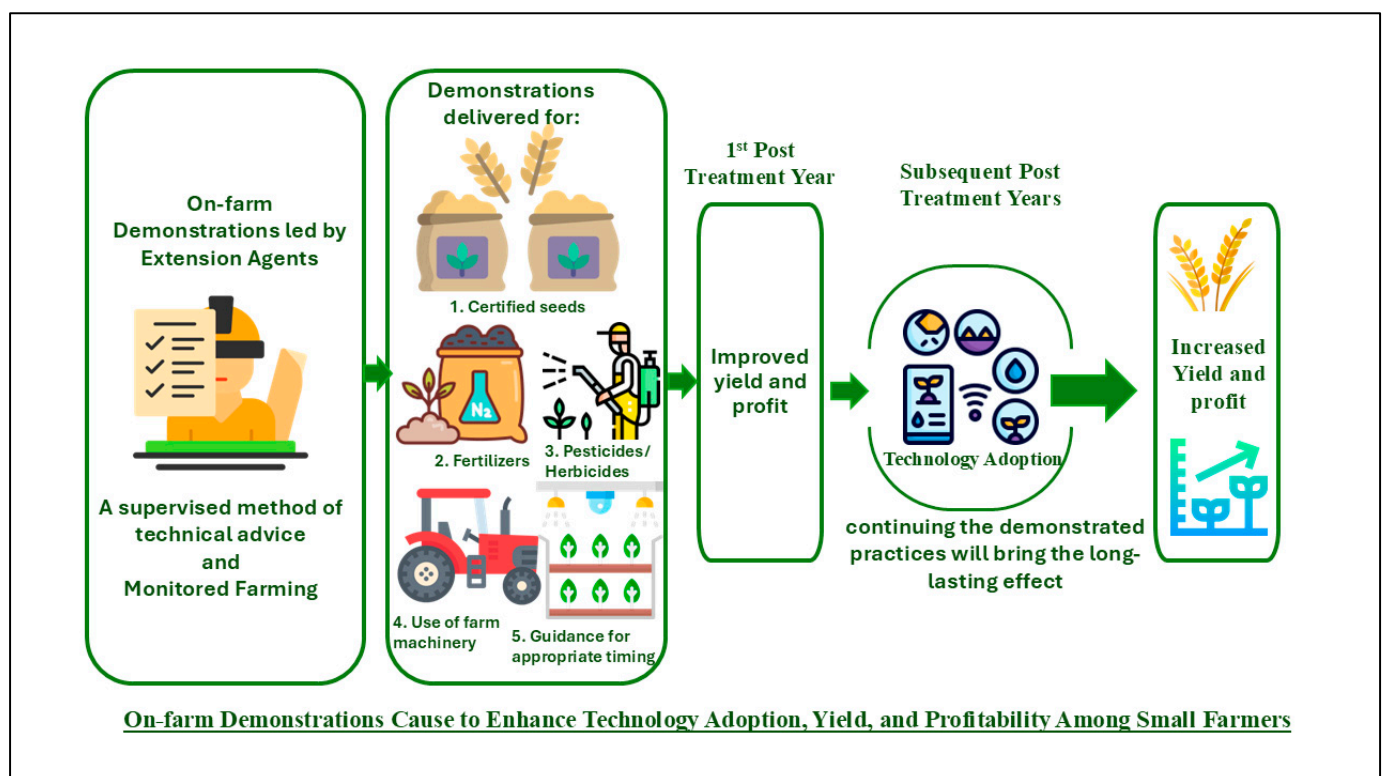 On-farm
Demonstrations led by
Extension Agents
A supervised method of
technical advice
and
Monitored Farming
Demonstrations
delivered for:
1. Certified seeds
N2
2. Fertilizers
3. Pesticides/
Herbicides
4. Use of farm
machinery
5. Guidance for
appropriate timing
1st Post
Treatment Year
Improved
yield and
profit
Subsequent Post
Treatment Years
Technology Adoption
continuing the demonstrated
practices will bring the long-
lasting effect
Increased
Yield and
profit
On-farm Demonstrations Cause to Enhance Technology Adoption, Yield, and Profitability Among Small Farmers